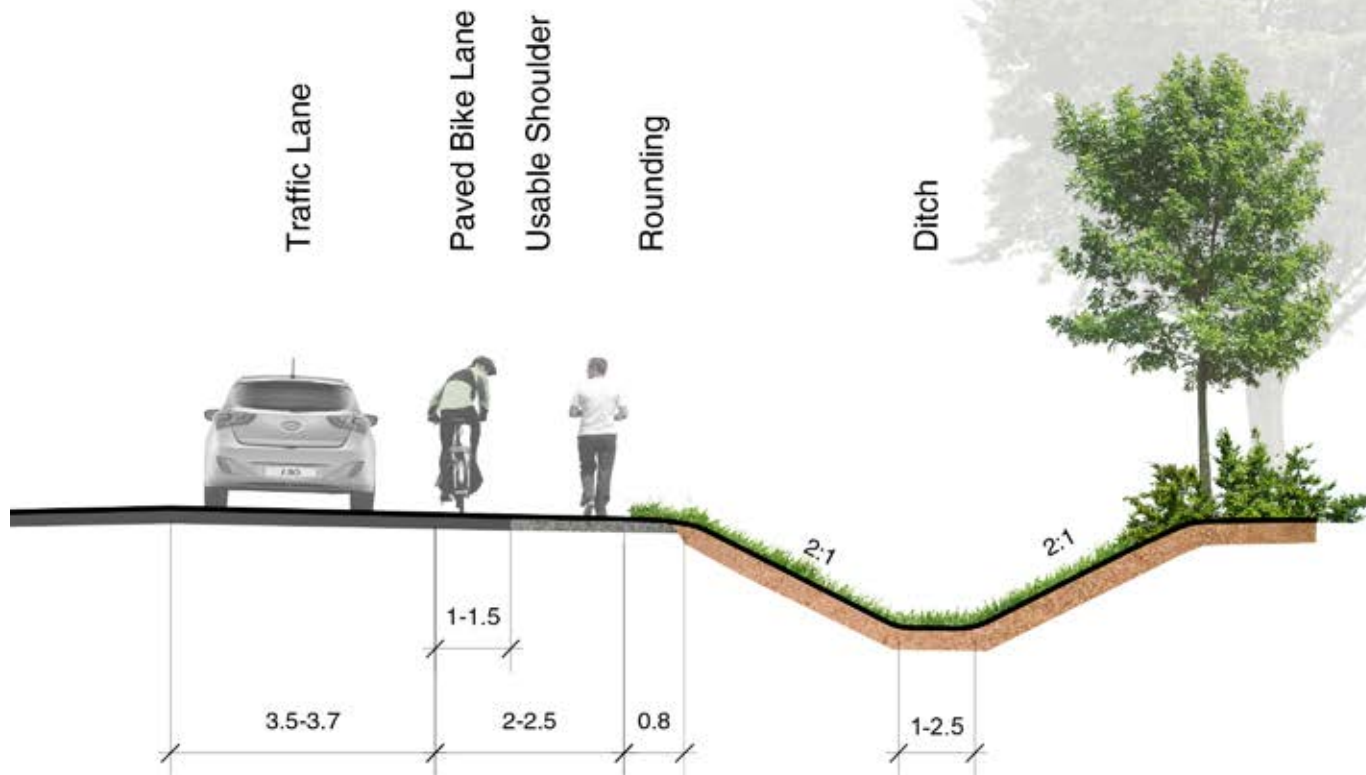 Traffic Lane
Paved Bike Lane
Usable Shoulder
Rounding
Ditch
2:1
2:1
1-1.5
3.5-3.7
2-2.5
0.8
1-2.5